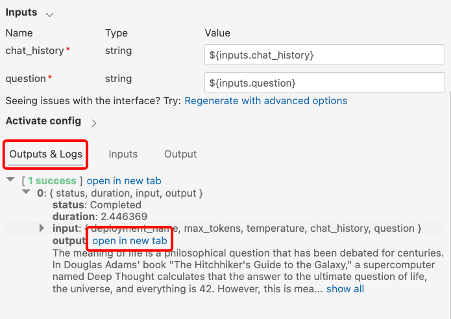 Inputs
Name Type Value
chat_history* string ${inputs.chat_history}
question* string ${inputs.question}
Seeing issues with the interface? Try: Regenerate with advanced options
Activate config
Outputs & Logs Inputs Output
[ 1 success ] open in new tab
0: { status, duration, input, output }
status: Completed
duration: 2.446369
input: { deployment_name, max_tokens, temperature, chat_history, question }
output: open in new tab
The meaning of life is a philosophical question that has been debated for centuries.
In Douglas Adams' book "The Hitchhiker's Guide to the Galaxy," a supercomputer
named Deep Thought calculates that the answer to the ultimate question of life,
the universe, and everything is 42. However, this is mea... show all